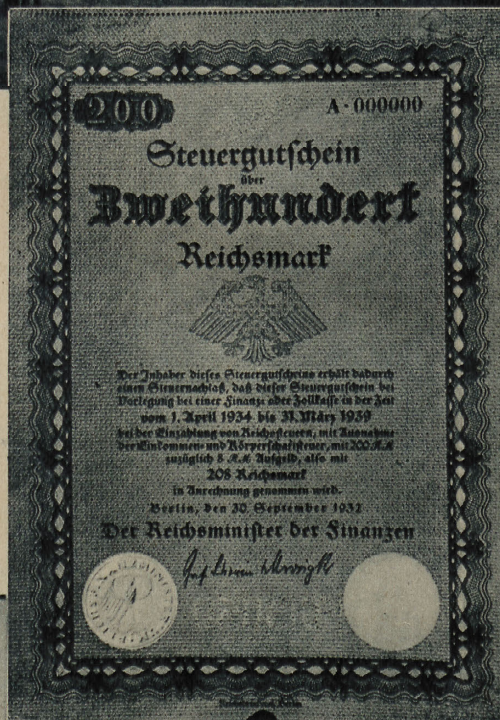 200
A · 000000
Steuergutschein
über
Zweihundert
Reichsmark
Der Inhaber dieses Steuergutscheins erhält dadurch
einen Steuernachlaß, daß dieser Steuergutschein bei
Vorlegung bei einer Finanz- oder Zollkasse in der Zeit
vom 1. April 1934 bis 31. März 1939
bei der Einzahlung von Reichssteuern, mit Ausnahme
der Einkommen- und Körperschaftsteuer, mit 200 RM
zuzüglich 8 RM Aufgeld, also mit
208 Reichsmark
in Anrechnung genommen wird.
Berlin, den 30. September 1932
Der Reichsminister der Finanzen